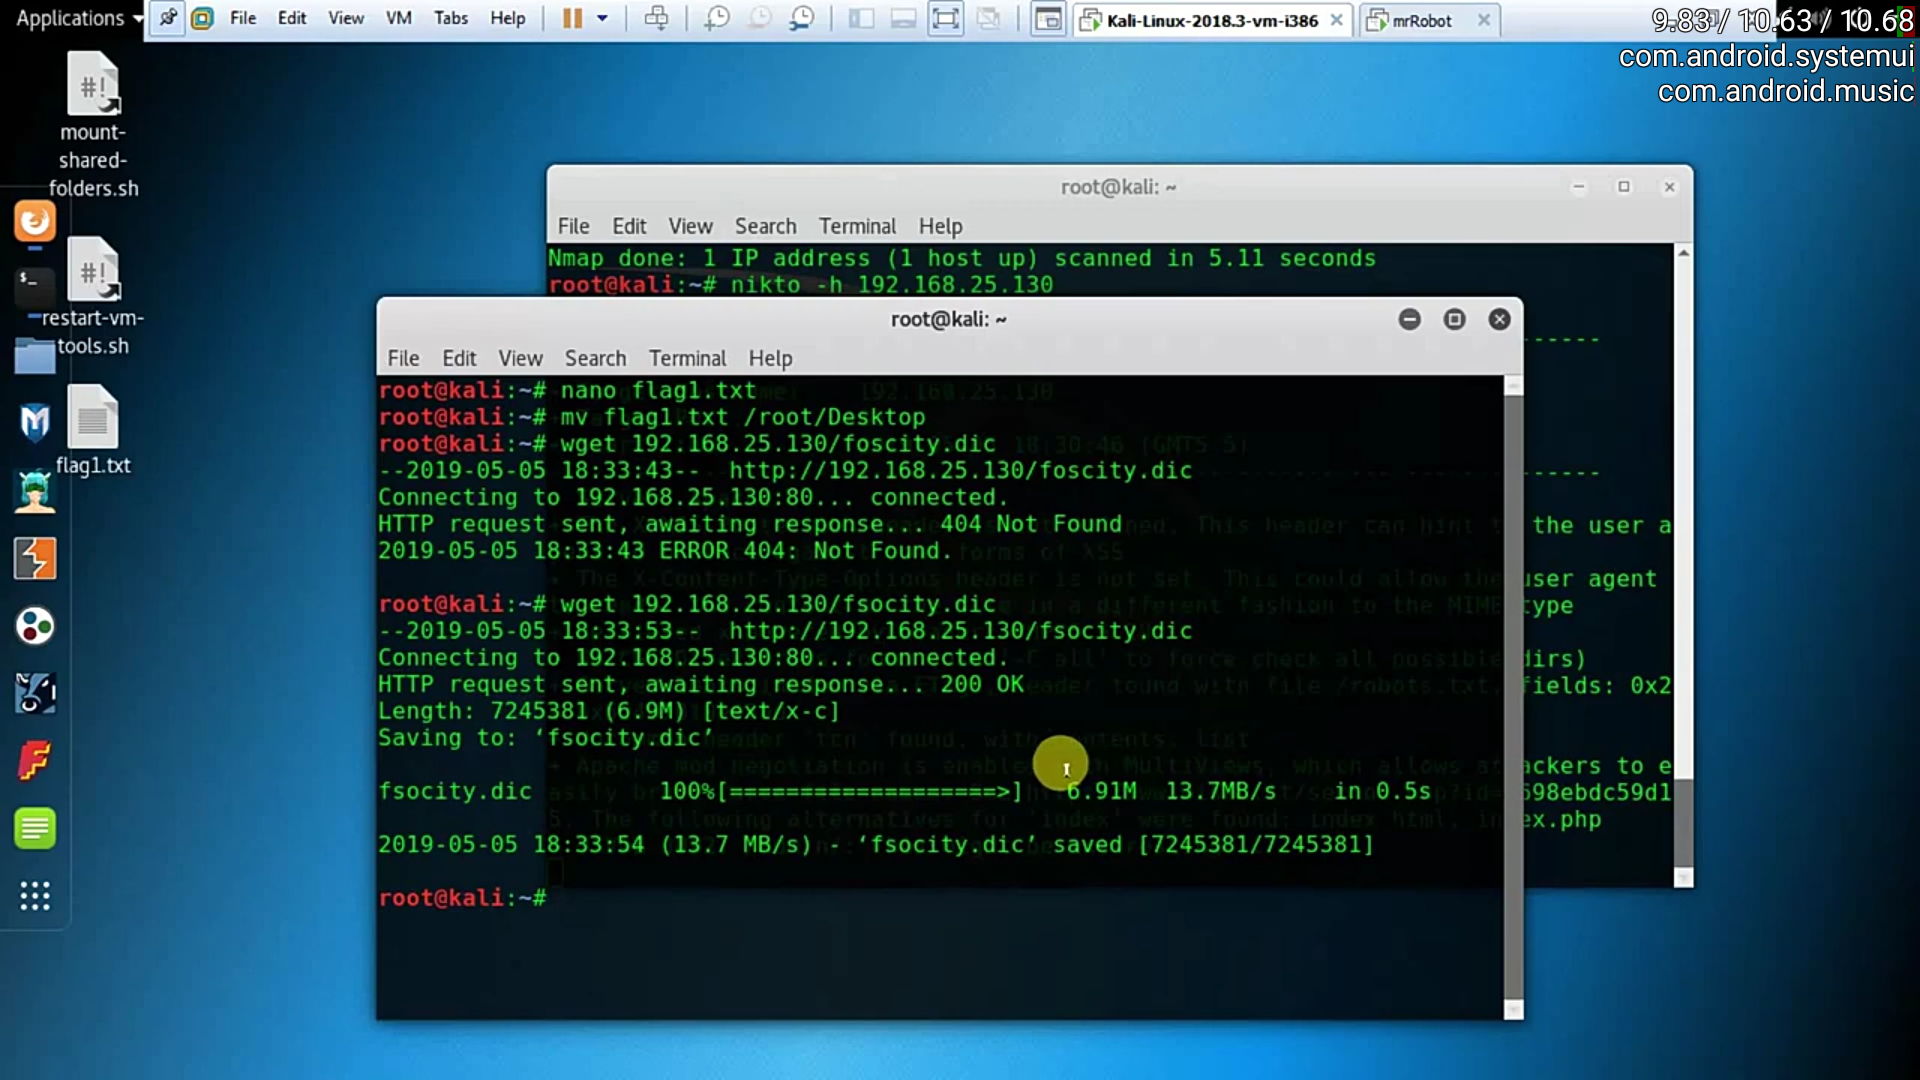 Applications File Edit View VM Tabs Help Kali-Linux-2018.3-vm-i386 mrRobot
9.83 / 10.63 / 10.68
com.android.systemui
com.android.music
mount-
shared-
folders.sh
restart-vm-
tools.sh
flag1.txt
root@kali: ~
File Edit View Search Terminal Help
Nmap done: 1 IP address (1 host up) scanned in 5.11 seconds
root@kali:~# nikto -h 192.168.25.130
the user a
user agent
type
dirs)
fields: 0x2
ackers to e
698ebdc59d1
ex.php
root@kali: ~
File Edit View Search Terminal Help
root@kali:~# nano flag1.txt
root@kali:~# mv flag1.txt /root/Desktop
root@kali:~# wget 192.168.25.130/foscity.dic
--2019-05-05 18:33:43-- http://192.168.25.130/foscity.dic
Connecting to 192.168.25.130:80... connected.
HTTP request sent, awaiting response... 404 Not Found
2019-05-05 18:33:43 ERROR 404: Not Found.
root@kali:~# wget 192.168.25.130/fsocity.dic
--2019-05-05 18:33:53-- http://192.168.25.130/fsocity.dic
Connecting to 192.168.25.130:80... connected.
HTTP request sent, awaiting response... 200 OK
Length: 7245381 (6.9M) [text/x-c]
Saving to: ‘fsocity.dic’
fsocity.dic 100%[===================>] 6.91M 13.7MB/s in 0.5s
2019-05-05 18:33:54 (13.7 MB/s) - ‘fsocity.dic’ saved [7245381/7245381]
root@kali:~#